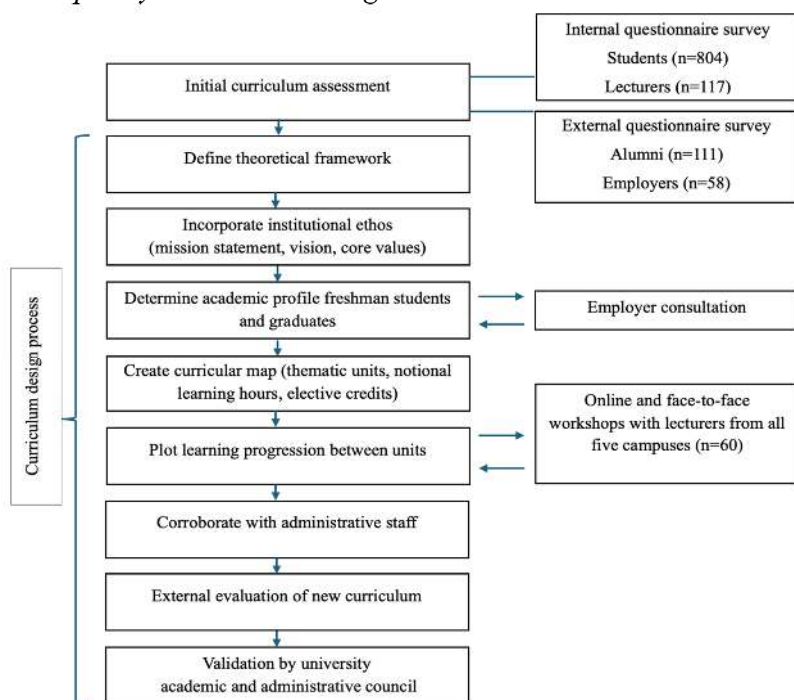 Internal questionnaire survey
Students (n=804)
Lecturers (n=117)
Initial curriculum assessment
External questionnaire survey
Alumni (n=111)
Employers (n=58)
Define theoretical framework
Incorporate institutional ethos
(mission statement, vision, core values)
Determine academic profile freshman students
and graduates
Employer consultation
Curriculum design process
Create curricular map (thematic units, notional
learning hours, elective credits)
Plot learning progression between units
Online and face-to-face
workshops with lecturers from all
five campuses (n=60)
Corroborate with administrative staff
External evaluation of new curriculum
Validation by university
academic and administrative council